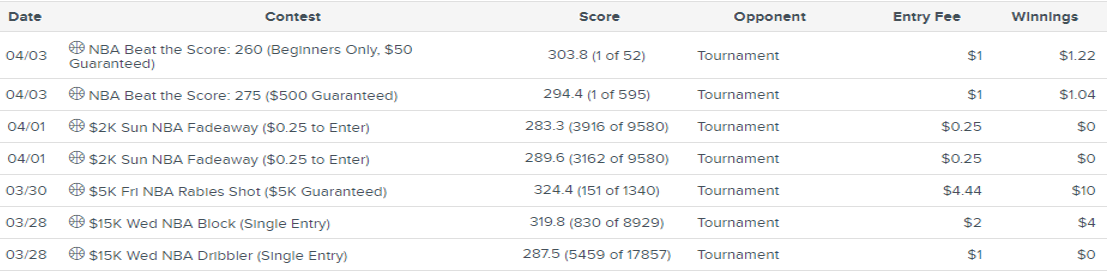 Date Contest Score Opponent Entry Fee Winnings
04/03 NBA Beat the Score: 260 (Beginners Only, $50 Guaranteed) 303.8 (1 of 52) Tournament $1 $1.22
04/03 NBA Beat the Score: 275 ($500 Guaranteed) 294.4 (1 of 595) Tournament $1 $1.04
04/01 $2K Sun NBA Fadeaway ($0.25 to Enter) 283.3 (3916 of 9580) Tournament $0.25 $0
04/01 $2K Sun NBA Fadeaway ($0.25 to Enter) 289.6 (3162 of 9580) Tournament $0.25 $0
03/30 $5K Fri NBA Rabies Shot ($5K Guaranteed) 324.4 (151 of 1340) Tournament $4.44 $10
03/28 $15K Wed NBA Block (Single Entry) 319.8 (830 of 8929) Tournament $2 $4
03/28 $15K Wed NBA Dribbler (Single Entry) 287.5 (5459 of 17857) Tournament $1 $0